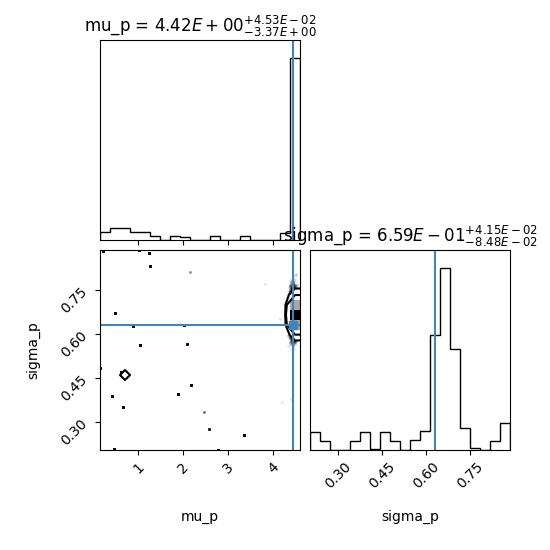 mu_p = 4.42E + 00+4.53E − 02 −3.37E + 00
sigma_p = 6.59E − 01+4.15E − 02 −8.48E − 02
sigma_p
0.75
0.60
0.45
0.30
1 2 3 4
0.30 0.45 0.60 0.75
mu_p
sigma_p